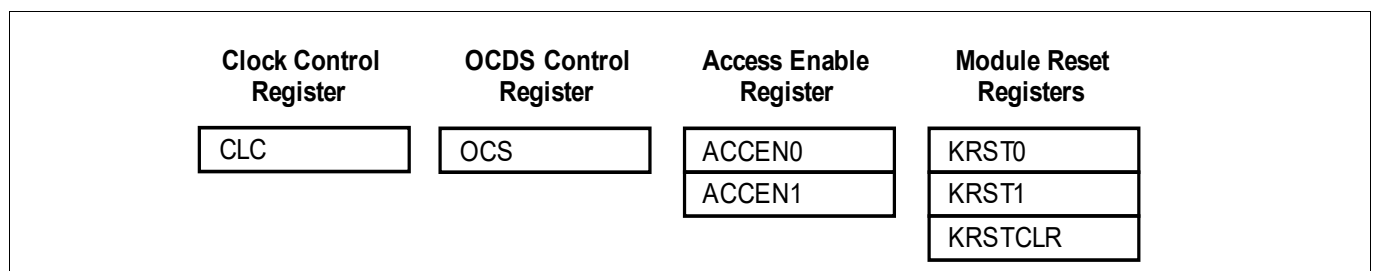 Clock Control
Register
OCDS Control
Register
Access Enable
Register
Module Reset
Registers
CLC
OCS
ACCEN0
KRST0
ACCEN1
KRST1
KRSTCLR